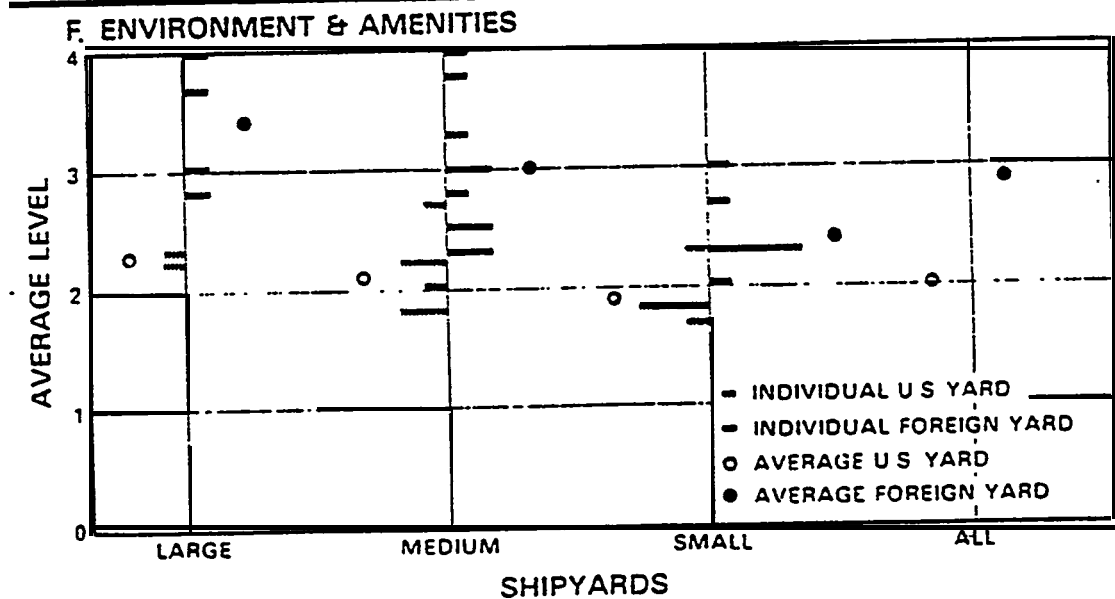 F. ENVIRONMENT & AMENITIES
4
3
2
1
0
AVERAGE LEVEL
INDIVIDUAL U S YARD
INDIVIDUAL FOREIGN YARD
AVERAGE U S YARD
AVERAGE FOREIGN YARD
LARGE MEDIUM SMALL ALL
SHIPYARDS